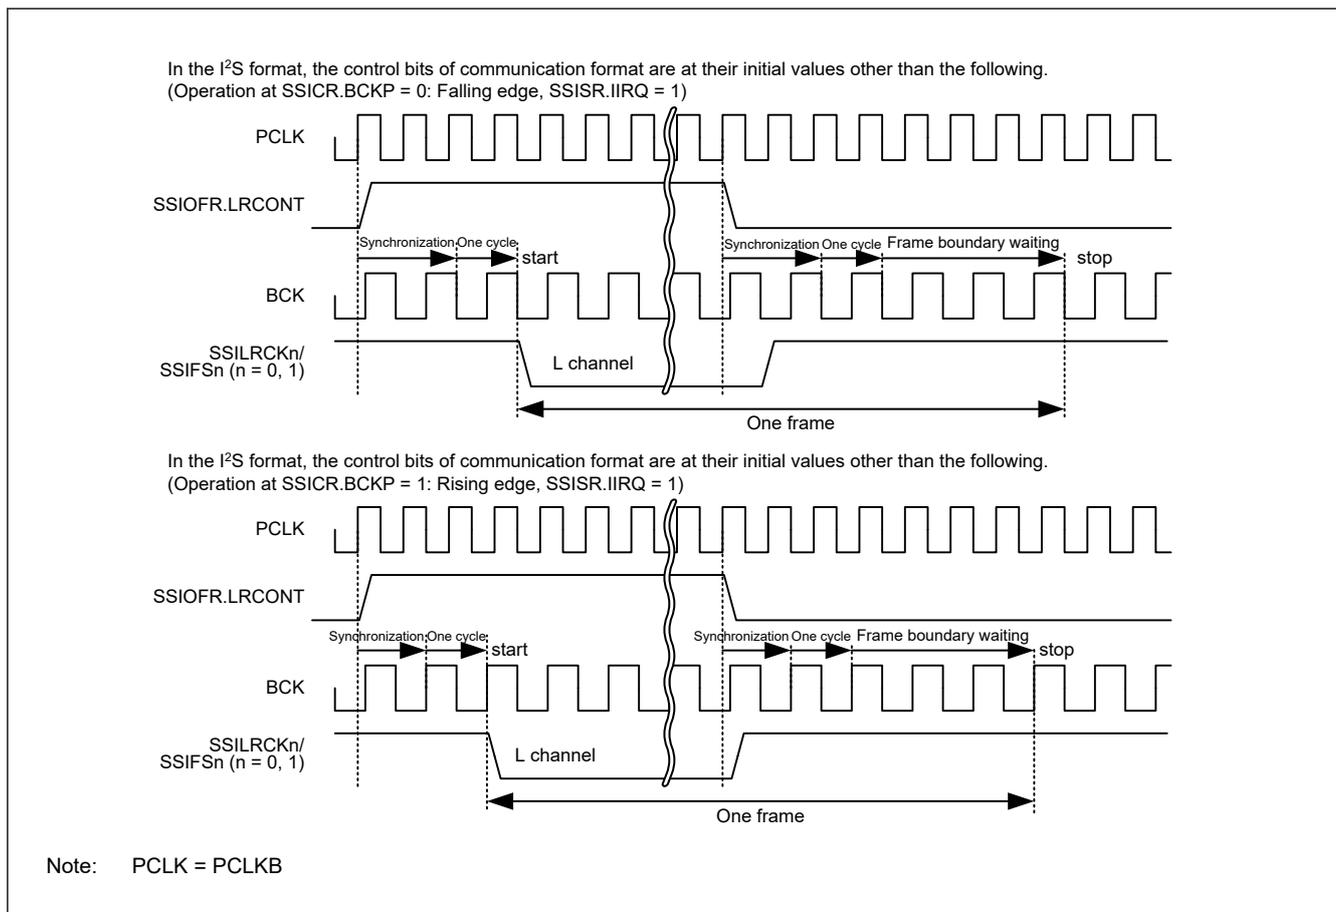 In the I²S format, the control bits of communication format are at their initial values other than the following.
(Operation at SSICR.BCKP = 0: Falling edge, SSISR.IIRQ = 1)
PCLK
SSIOFR.LRCONT
Synchronization One cycle start
Synchronization One cycle Frame boundary waiting stop
BCK
SSILRCKn/
SSIFSn (n = 0, 1)
L channel
One frame
In the I²S format, the control bits of communication format are at their initial values other than the following.
(Operation at SSICR.BCKP = 1: Rising edge, SSISR.IIRQ = 1)
PCLK
SSIOFR.LRCONT
Synchronization One cycle start
Synchronization One cycle Frame boundary waiting stop
BCK
SSILRCKn/
SSIFSn (n = 0, 1)
L channel
One frame
Note: PCLK = PCLKB